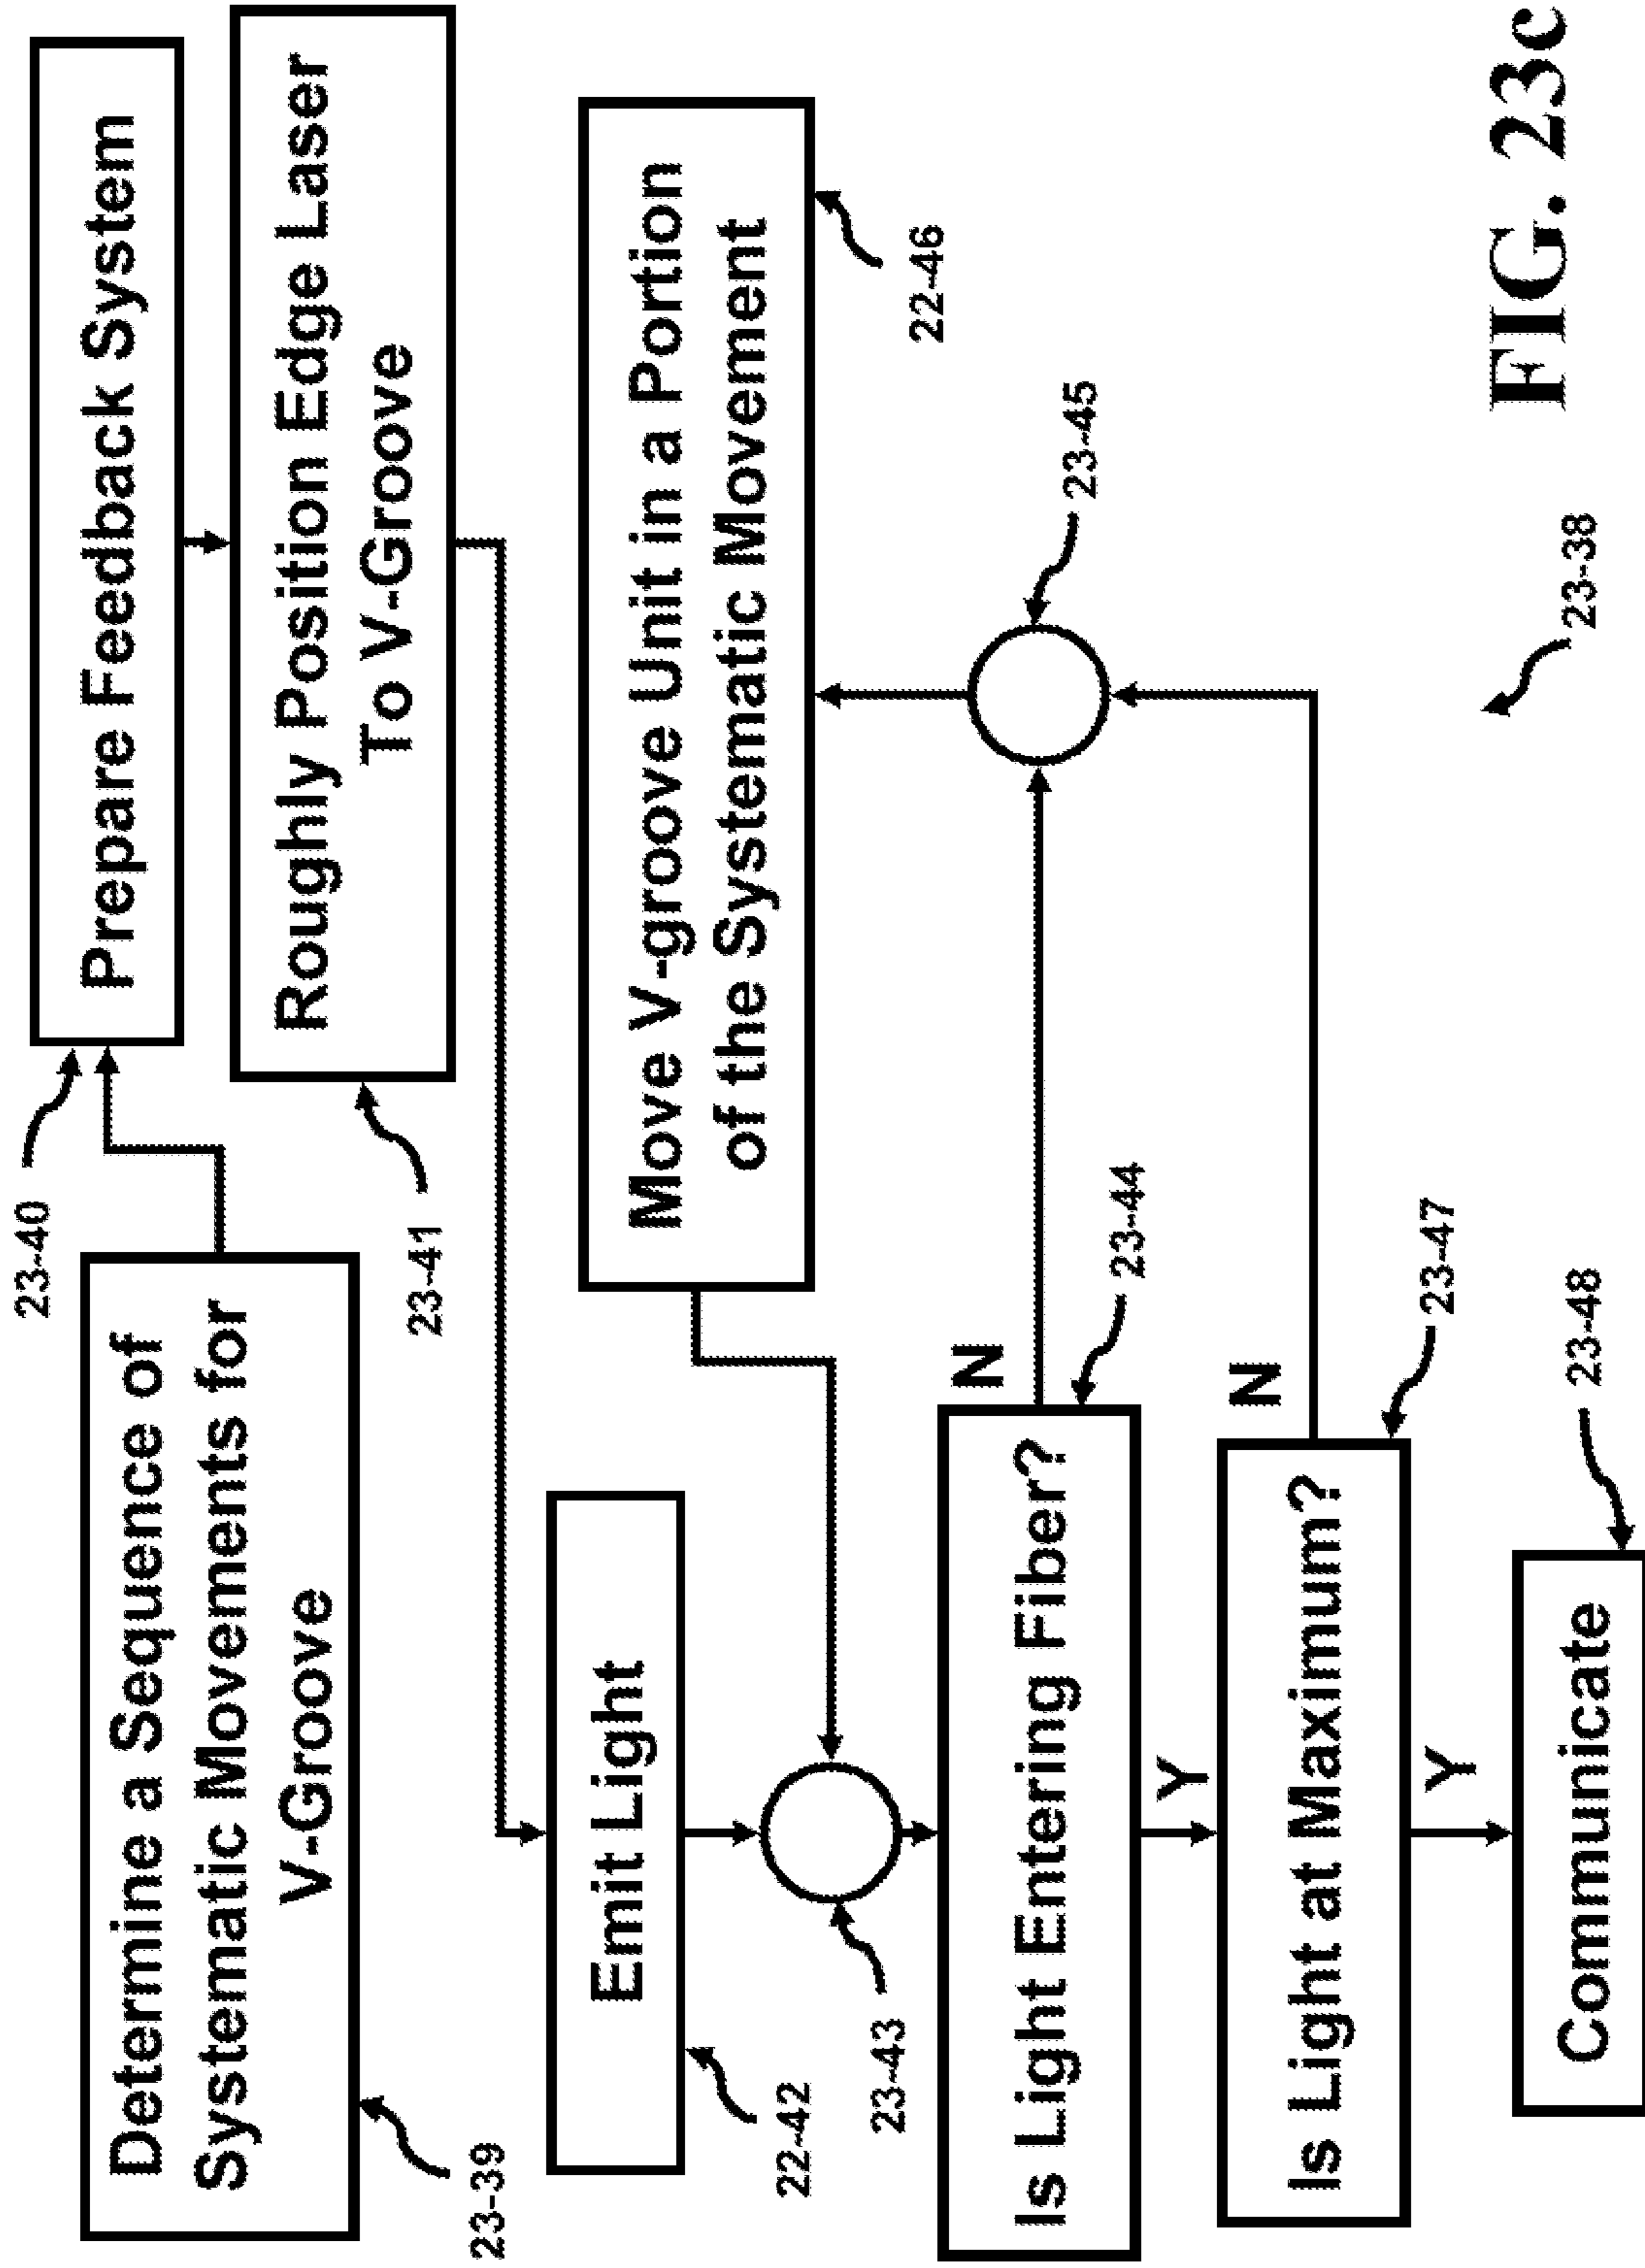 Determine a Sequence of
Systematic Movements for
V-Groove
23-39
23-40
Prepare Feedback System
Roughly Position Edge Laser
To V-Groove
23-41
Emit Light
22-42
23-43
Move V-groove Unit in a Portion
of the Systematic Movement
22-46
Is Light Entering Fiber?
N
23-44
23-45
Y
Is Light at Maximum?
N
23-47
Y
Communicate
23-48
23-38
FIG. 23c